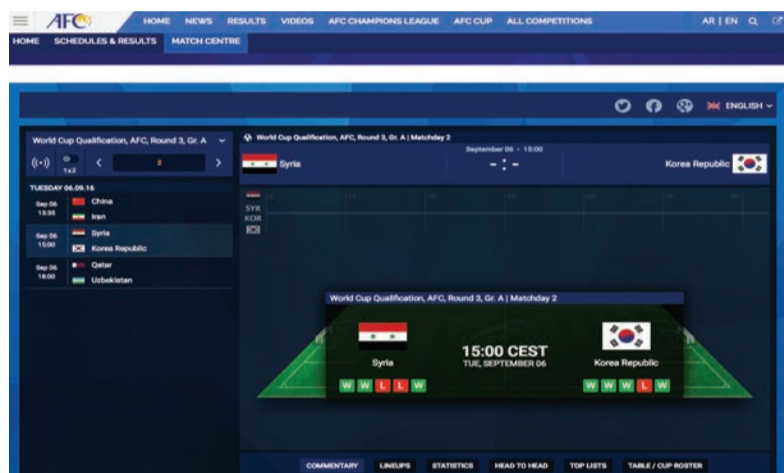 AFC
HOME NEWS RESULTS VIDEOS AFC CHAMPIONS LEAGUE AFC CUP ALL COMPETITIONS AR | EN
HOME SCHEDULES & RESULTS MATCH CENTRE
ENGLISH
World Cup Qualification, AFC, Round 3, Gr. A
1x2
2
TUESDAY 06.09.16
Sep 06 China
13:35 Iran
Sep 06 Syria
15:00 Korea Republic
Sep 06 Qatar
18:00 Uzbekistan
World Cup Qualification, AFC, Round 3, Gr. A | Matchday 2
September 06 - 15:00
Syria - : - Korea Republic
SYR
KOR
World Cup Qualification, AFC, Round 3, Gr. A | Matchday 2
15:00 CEST
TUE, SEPTEMBER 06
Syria Korea Republic
W W L L W W W W L W
COMMENTARY LINEUPS STATISTICS HEAD TO HEAD TOP LISTS TABLE / CUP ROSTER